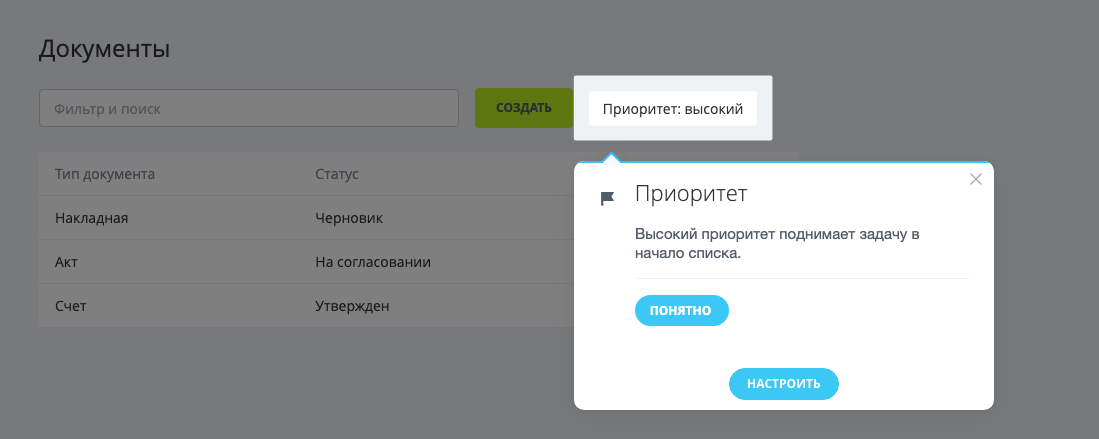 Документы
Фильтр и поиск
СОЗДАТЬ
Приоритет: высокий
Тип документа Статус
Накладная Черновик
Акт На согласовании
Счет Утвержден
Приоритет
Высокий приоритет поднимает задачу в
начало списка.
ПОНЯТНО
НАСТРОИТЬ